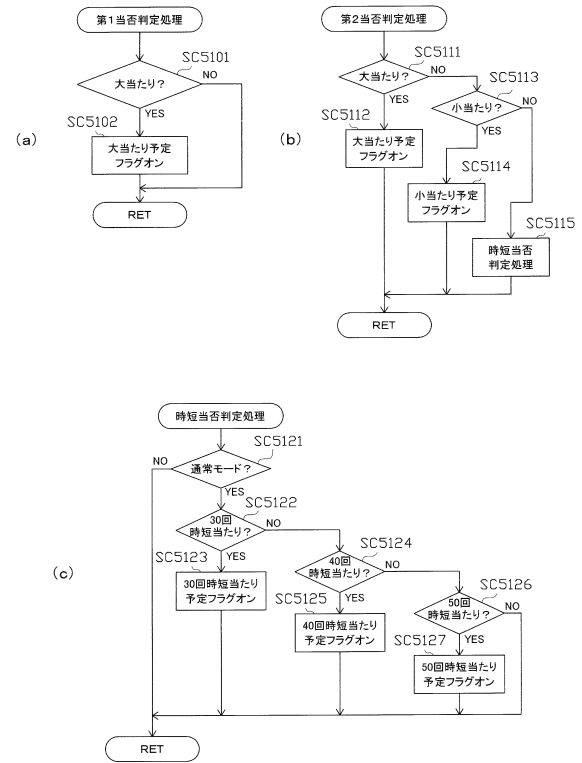 (a)
第1当否判定処理
SC5101
大当たり?
NO
YES
SC5102
大当たり予定
フラグオン
RET
(b)
第2当否判定処理
SC5111
大当たり?
NO
YES
SC5112
大当たり予定
フラグオン
SC5113
小当たり?
NO
YES
SC5114
小当たり予定
フラグオン
SC5115
時短当否
判定処理
RET
(c)
時短当否判定処理
SC5121
通常モード?
NO
YES
SC5122
30回
時短当たり?
NO
YES
SC5123
30回時短当たり
予定フラグオン
SC5124
40回
時短当たり?
NO
YES
SC5125
40回時短当たり
予定フラグオン
SC5126
50回
時短当たり?
NO
YES
SC5127
50回時短当たり
予定フラグオン
RET